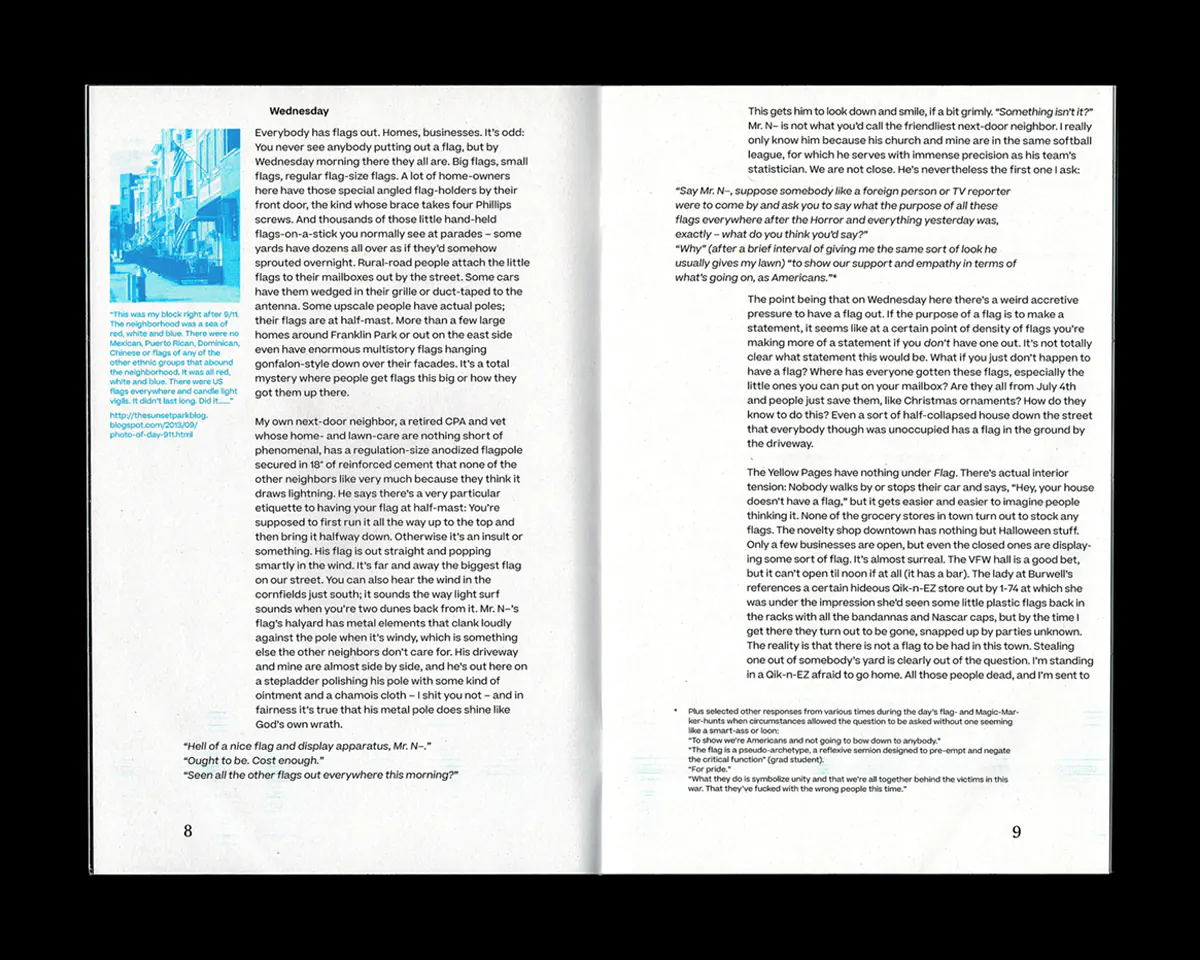 Wednesday
Everybody has flags out. Homes, businesses. It's odd:
You never see anybody putting out a flag, but by
Wednesday morning there they all are. Big flags, small
flags, regular flag-size flags. A lot of home-owners
here have those special angled flag-holders by their
front door, the kind whose brace takes four Phillips
screws. And thousands of those little hand-held
flags-on-a-stick you normally see at parades – some
yards have dozens all over as if they'd somehow
sprouted overnight. Rural-road people attach the little
flags to their mailboxes out by the street. Some cars
have them wedged in their grille or duct-taped to the
antenna. Some upscale people have actual poles;
their flags are at half-mast. More than a few large
homes around Franklin Park or out on the east side
even have enormous multistory flags hanging
gonfalon-style down over their facades. It's a total
mystery where people get flags this big or how they
got them up there.
"This was my block right after 9/11.
The neighborhood was a sea of
red, white and blue. There were no
Mexican, Puerto Rican, Dominican,
Chinese or flags of any of the
other ethnic groups that abound
the neighborhood. It was all red,
white and blue. There were US
flags everywhere and candle light
vigils. It didn't last long. Did it......"
http://thesunsetparkblog.
blogspot.com/2013/09/
photo-of-day-911.html
My own next-door neighbor, a retired CPA and vet
whose home- and lawn-care are nothing short of
phenomenal, has a regulation-size anodized flagpole
secured in 18" of reinforced cement that none of the
other neighbors like very much because they think it
draws lightning. He says there's a very particular
etiquette to having your flag at half-mast: You're
supposed to first run it all the way up to the top and
then bring it halfway down. Otherwise it's an insult or
something. His flag is out straight and popping
smartly in the wind. It's far and away the biggest flag
on our street. You can also hear the wind in the
cornfields just south; it sounds the way light surf
sounds when you're two dunes back from it. Mr. N–'s
flag's halyard has metal elements that clank loudly
against the pole when it's windy, which is something
else the other neighbors don't care for. His driveway
and mine are almost side by side, and he's out here on
a stepladder polishing his pole with some kind of
ointment and a chamois cloth – I shit you not – and in
fairness it's true that his metal pole does shine like
God's own wrath.
"Hell of a nice flag and display apparatus, Mr. N–."
"Ought to be. Cost enough."
"Seen all the other flags out everywhere this morning?"
8
This gets him to look down and smile, if a bit grimly. "Something isn't it?"
Mr. N– is not what you'd call the friendliest next-door neighbor. I really
only know him because his church and mine are in the same softball
league, for which he serves with immense precision as his team's
statistician. We are not close. He's nevertheless the first one I ask:
"Say Mr. N–, suppose somebody like a foreign person or TV reporter
were to come by and ask you to say what the purpose of all these
flags everywhere after the Horror and everything yesterday was,
exactly – what do you think you'd say?"
"Why" (after a brief interval of giving me the same sort of look he
usually gives my lawn) "to show our support and empathy in terms of
what's going on, as Americans."*
The point being that on Wednesday here there's a weird accretive
pressure to have a flag out. If the purpose of a flag is to make a
statement, it seems like at a certain point of density of flags you're
making more of a statement if you don't have one out. It's not totally
clear what statement this would be. What if you just don't happen to
have a flag? Where has everyone gotten these flags, especially the
little ones you can put on your mailbox? Are they all from July 4th
and people just save them, like Christmas ornaments? How do they
know to do this? Even a sort of half-collapsed house down the street
that everybody though was unoccupied has a flag in the ground by
the driveway.
The Yellow Pages have nothing under Flag. There's actual interior
tension: Nobody walks by or stops their car and says, "Hey, your house
doesn't have a flag," but it gets easier and easier to imagine people
thinking it. None of the grocery stores in town turn out to stock any
flags. The novelty shop downtown has nothing but Halloween stuff.
Only a few businesses are open, but even the closed ones are display-
ing some sort of flag. It's almost surreal. The VFW hall is a good bet,
but it can't open til noon if at all (it has a bar). The lady at Burwell's
references a certain hideous Qik-n-EZ store out by 1-74 at which she
was under the impression she'd seen some little plastic flags back in
the racks with all the bandannas and Nascar caps, but by the time I
get there they turn out to be gone, snapped up by parties unknown.
The reality is that there is not a flag to be had in this town. Stealing
one out of somebody's yard is clearly out of the question. I'm standing
in a Qik-n-EZ afraid to go home. All those people dead, and I'm sent to
* Plus selected other responses from various times during the day's flag- and Magic-Mar-
ker-hunts when circumstances allowed the question to be asked without one seeming
like a smart-ass or loon:
"To show we're Americans and not going to bow down to anybody."
"The flag is a pseudo-archetype, a reflexive semion designed to pre-empt and negate
the critical function" (grad student).
"For pride."
"What they do is symbolize unity and that we're all together behind the victims in this
war. That they've fucked with the wrong people this time."
9